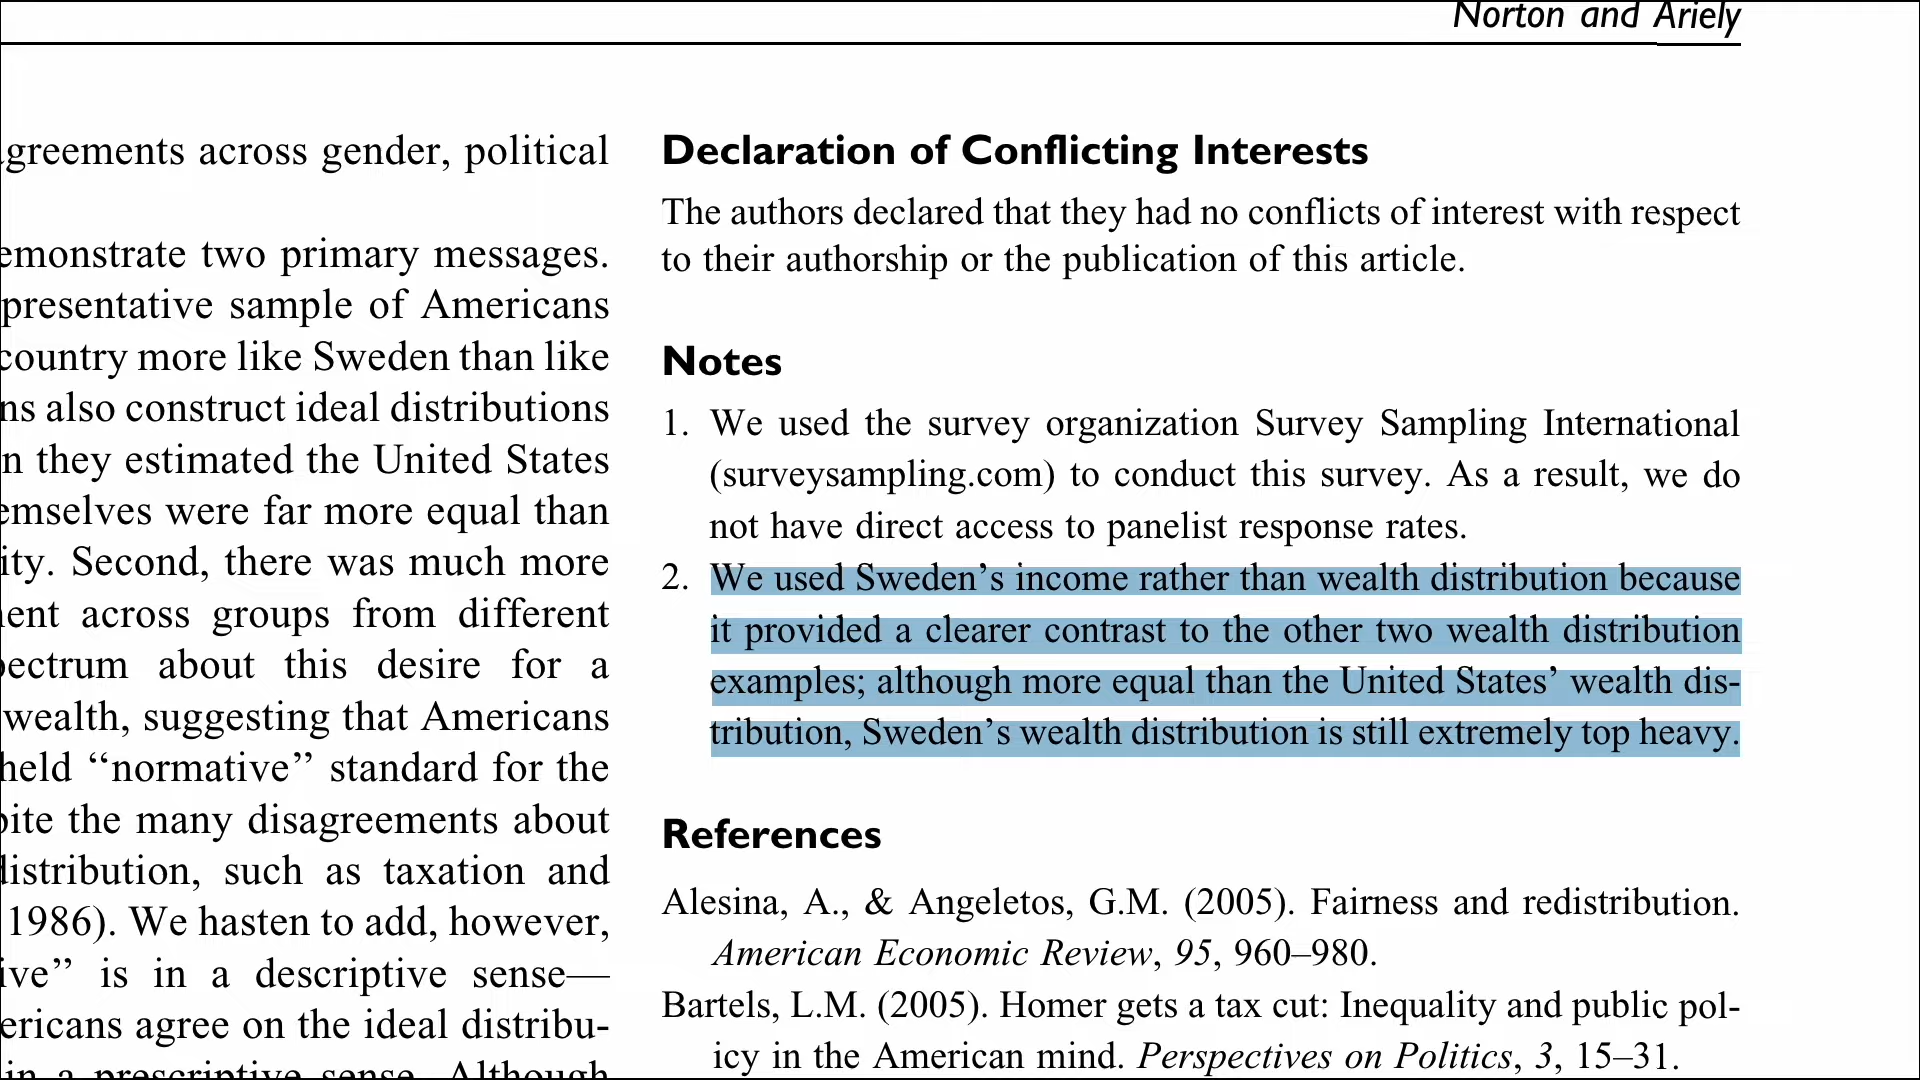 Norton and Ariely
agreements across gender, political
emonstrate two primary messages.
presentative sample of Americans
country more like Sweden than like
ns also construct ideal distributions
n they estimated the United States
emselves were far more equal than
ity. Second, there was much more
ent across groups from different
pectrum about this desire for a
wealth, suggesting that Americans
held “normative” standard for the
pite the many disagreements about
distribution, such as taxation and
1986). We hasten to add, however,
ive” is in a descriptive sense—
ericans agree on the ideal distribu-
in a prescriptive sense. Although
Declaration of Conflicting Interests
The authors declared that they had no conflicts of interest with respect
to their authorship or the publication of this article.
Notes
1. We used the survey organization Survey Sampling International
(surveysampling.com) to conduct this survey. As a result, we do
not have direct access to panelist response rates.
2. We used Sweden’s income rather than wealth distribution because
it provided a clearer contrast to the other two wealth distribution
examples; although more equal than the United States’ wealth dis-
tribution, Sweden’s wealth distribution is still extremely top heavy.
References
Alesina, A., & Angeletos, G.M. (2005). Fairness and redistribution.
American Economic Review, 95, 960–980.
Bartels, L.M. (2005). Homer gets a tax cut: Inequality and public pol-
icy in the American mind. Perspectives on Politics, 3, 15–31.